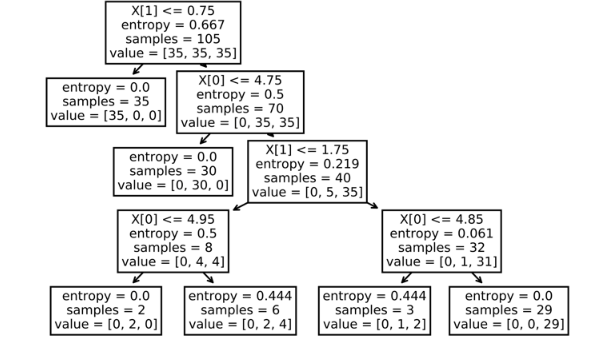 X[1] <= 0.75
entropy = 0.667
samples = 105
value = [35, 35, 35]
entropy = 0.0
samples = 35
value = [35, 0, 0]
X[0] <= 4.75
entropy = 0.5
samples = 70
value = [0, 35, 35]
entropy = 0.0
samples = 30
value = [0, 30, 0]
X[1] <= 1.75
entropy = 0.219
samples = 40
value = [0, 5, 35]
X[0] <= 4.95
entropy = 0.5
samples = 8
value = [0, 4, 4]
X[0] <= 4.85
entropy = 0.061
samples = 32
value = [0, 1, 31]
entropy = 0.0
samples = 2
value = [0, 2, 0]
entropy = 0.444
samples = 6
value = [0, 2, 4]
entropy = 0.444
samples = 3
value = [0, 1, 2]
entropy = 0.0
samples = 29
value = [0, 0, 29]